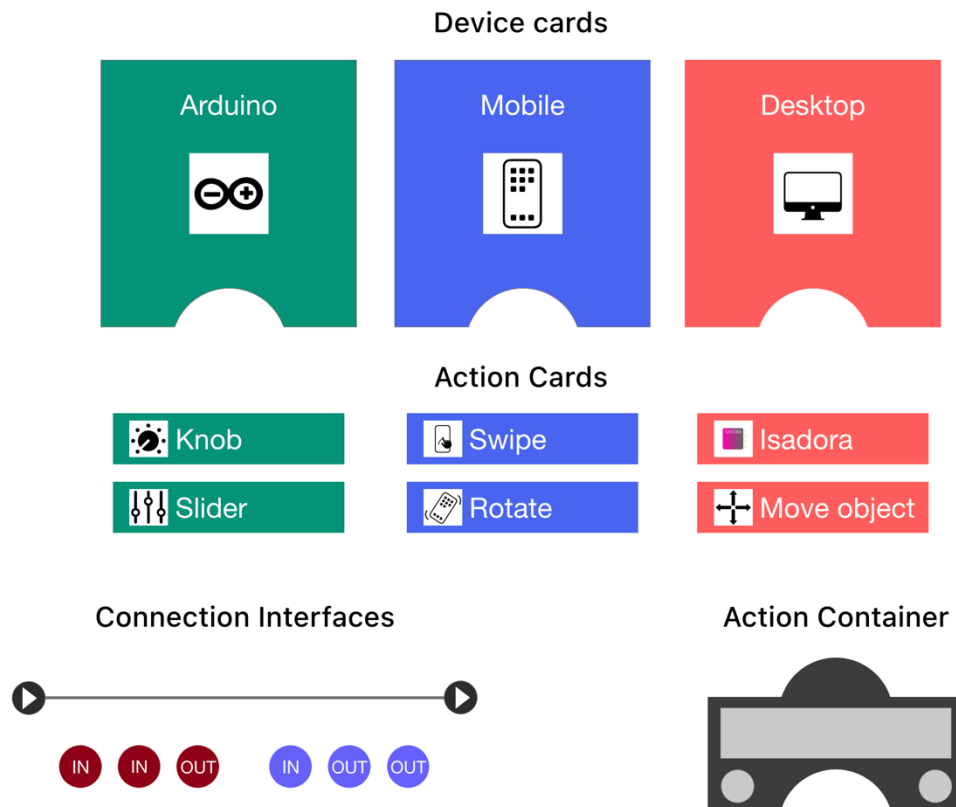 Device cards
Arduino Mobile Desktop
Action Cards
Knob Swipe Isadora
Slider Rotate Move object
Connection Interfaces Action Container
IN IN OUT IN OUT OUT